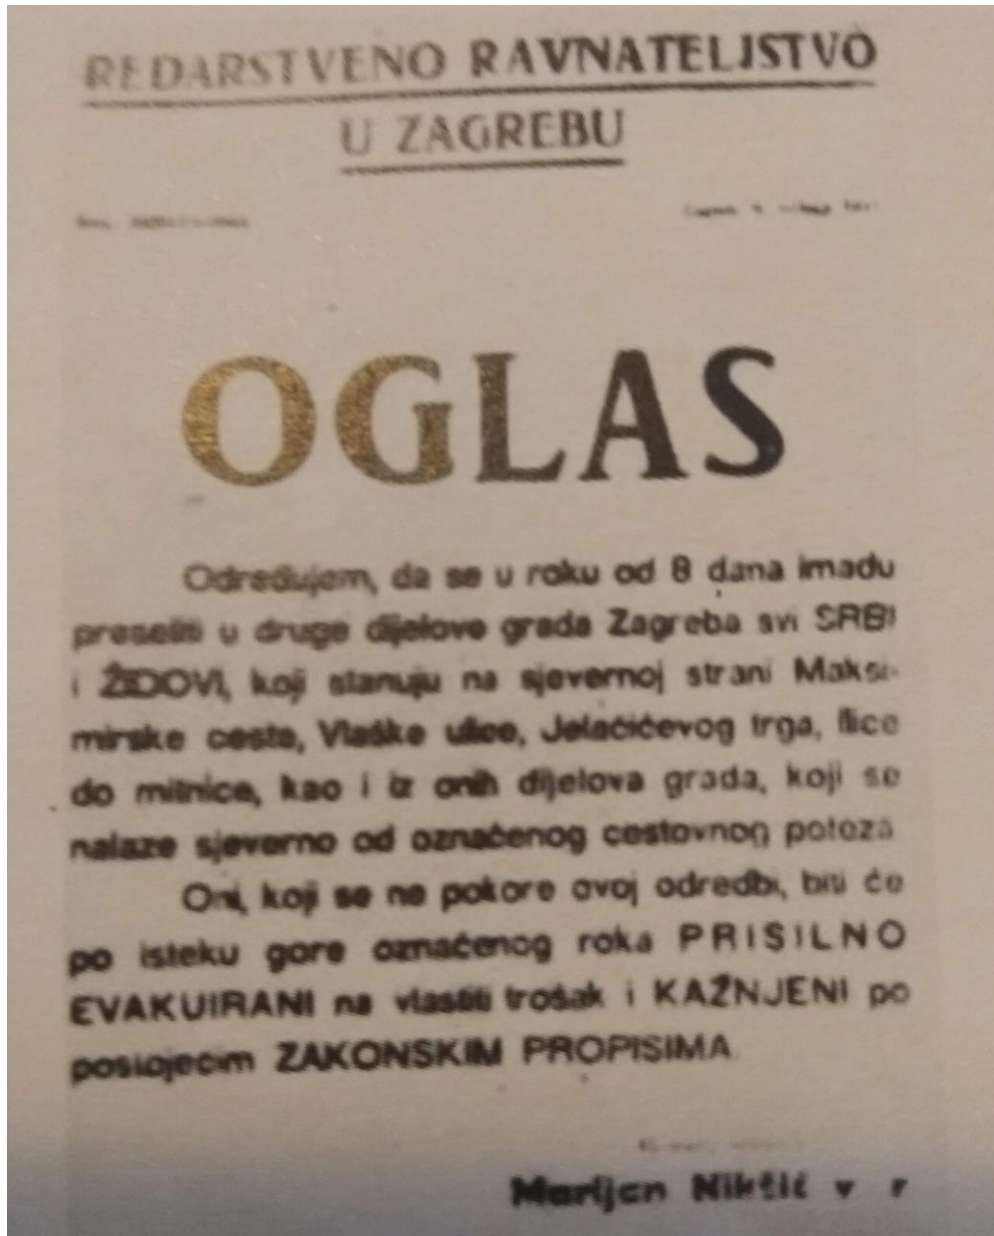 REDARSTVENO RAVNATELJSTVO
U ZAGREBU
OGLAS
Određujem, da se u roku od 8 dana imadu
preseliti u druge dijelove grada Zagreba svi SRBI
i ŽIDOVI, koji stanuju na sjevernoj strani Maksi-
mirske ceste, Vlaške ulice, Jelačićevog trga, Ilice
do mitnice, kao i iz onih dijelova grada, koji se
nalaze sjeverno od označenog cestovnog poteza
Oni, koji se ne pokore ovoj odredbi, biti će
po isteku gore označenog roka PRISILNO
EVAKUIRANI na vlastiti trošak i KAŽNJENI po
postojećim ZAKONSKIM PROPISIMA.
Marijan Nikšić v r